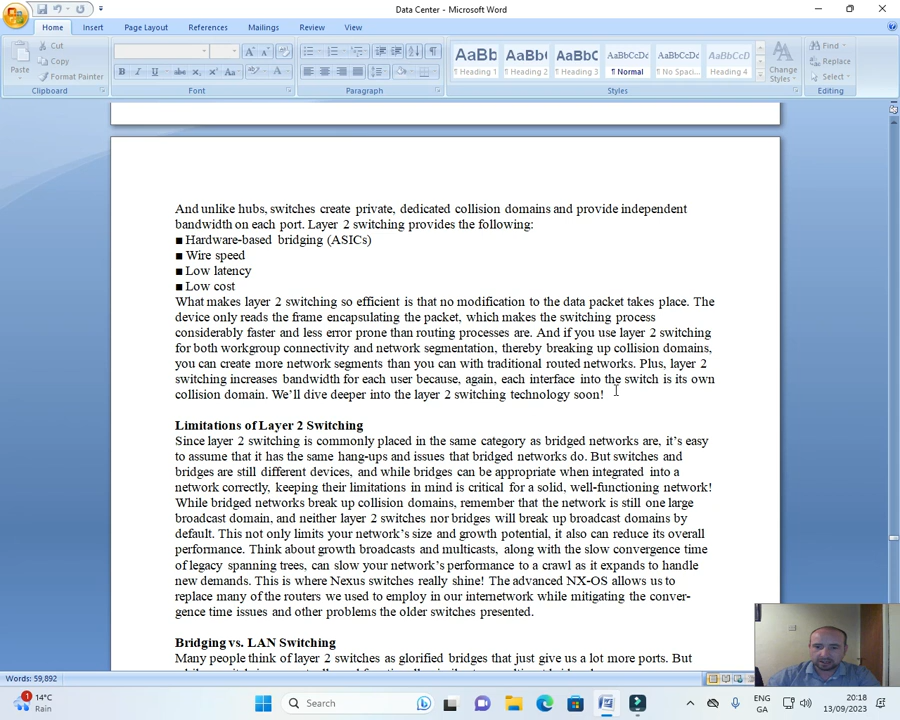 Data Center - Microsoft Word
Home Insert Page Layout References Mailings Review View
Paste
Cut
Copy
Format Painter
Clipboard
B I U abc x₂ x² Aa
Font
Paragraph
AaBb AaBbC AaBbC AaBbCcDc AaBbCcDc AaBbCcD
¶ Heading 1 ¶ Heading 2 ¶ Heading 3 ¶ Normal ¶ No Spaci... Heading 4
Change
Styles
Styles
Find
Replace
Select
Editing
And unlike hubs, switches create private, dedicated collision domains and provide independent
bandwidth on each port. Layer 2 switching provides the following:
■ Hardware-based bridging (ASICs)
■ Wire speed
■ Low latency
■ Low cost
What makes layer 2 switching so efficient is that no modification to the data packet takes place. The
device only reads the frame encapsulating the packet, which makes the switching process
considerably faster and less error prone than routing processes are. And if you use layer 2 switching
for both workgroup connectivity and network segmentation, thereby breaking up collision domains,
you can create more network segments than you can with traditional routed networks. Plus, layer 2
switching increases bandwidth for each user because, again, each interface into the switch is its own
collision domain. We’ll dive deeper into the layer 2 switching technology soon!
Limitations of Layer 2 Switching
Since layer 2 switching is commonly placed in the same category as bridged networks are, it’s easy
to assume that it has the same hang-ups and issues that bridged networks do. But switches and
bridges are still different devices, and while bridges can be appropriate when integrated into a
network correctly, keeping their limitations in mind is critical for a solid, well-functioning network!
While bridged networks break up collision domains, remember that the network is still one large
broadcast domain, and neither layer 2 switches nor bridges will break up broadcast domains by
default. This not only limits your network’s size and growth potential, it also can reduce its overall
performance. Think about growth broadcasts and multicasts, along with the slow convergence time
of legacy spanning trees, can slow your network’s performance to a crawl as it expands to handle
new demands. This is where Nexus switches really shine! The advanced NX-OS allows us to
replace many of the routers we used to employ in our internetwork while mitigating the conver-
gence time issues and other problems the older switches presented.
Bridging vs. LAN Switching
Many people think of layer 2 switches as glorified bridges that just give us a lot more ports. But
Words: 59,892
14°C
Rain
Search
ENG
GA
20:18
13/09/2023